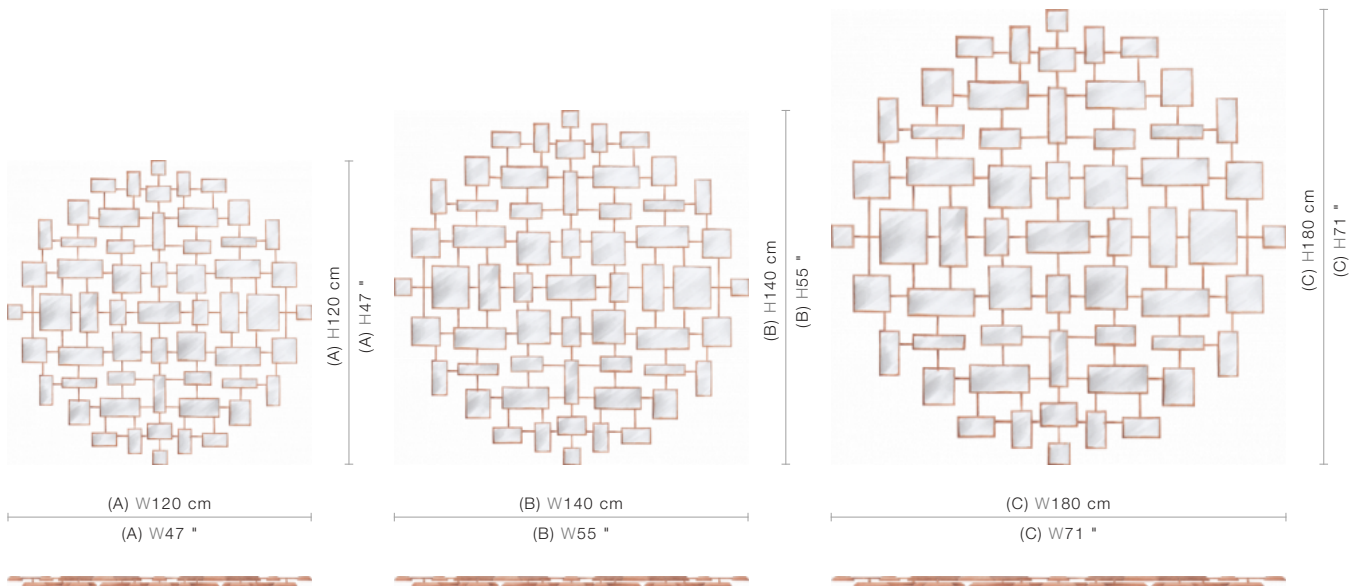 (A) H120 cm
(A) H47 "
(B) H140 cm
(B) H55 "
(C) H180 cm
(C) H71 "
(A) W120 cm
(A) W47 "
(B) W140 cm
(B) W55 "
(C) W180 cm
(C) W71 "